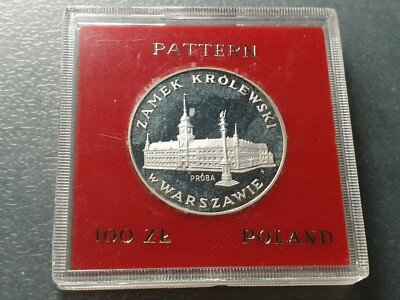 PATTERN
ZAMEK KRÓLEWSKI
PRÓBA
W WARSZAWIE
100 ZŁ POLAND